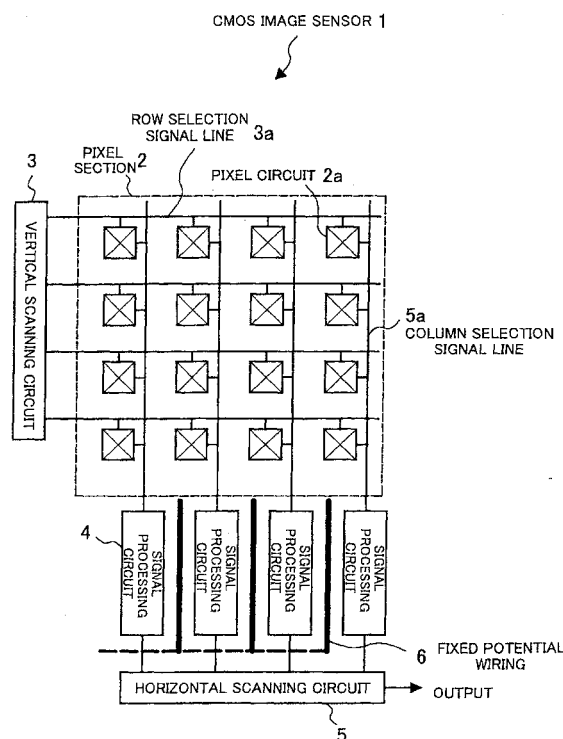 CMOS IMAGE SENSOR 1
ROW SELECTION
SIGNAL LINE 3a
3
PIXEL
SECTION 2
PIXEL CIRCUIT 2a
VERTICAL SCANNING CIRCUIT
5a
COLUMN SELECTION
SIGNAL LINE
4
SIGNAL
PROCESSING
CIRCUIT
SIGNAL
PROCESSING
CIRCUIT
SIGNAL
PROCESSING
CIRCUIT
SIGNAL
PROCESSING
CIRCUIT
6 FIXED POTENTIAL
WIRING
HORIZONTAL SCANNING CIRCUIT
OUTPUT
5